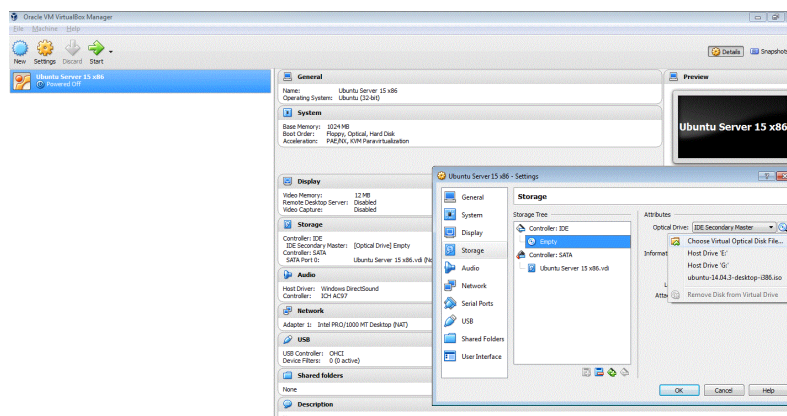 Oracle VM VirtualBox Manager
File Machine Help
New Settings Discard Start
Details Snapshots
Ubuntu Server 15 x86
Powered Off
General
Name: Ubuntu Server 15 x86
Operating System: Ubuntu (32-bit)
System
Base Memory: 1024 MB
Boot Order: Floppy, Optical, Hard Disk
Acceleration: PAE/NX, KVM Paravirtualization
Preview
Ubuntu Server 15 x86
Display
Video Memory: 12 MB
Remote Desktop Server: Disabled
Video Capture: Disabled
Storage
Controller: IDE
IDE Secondary Master: [Optical Drive] Empty
Controller: SATA
SATA Port 0: Ubuntu Server 15 x86.vdi (No
Audio
Host Driver: Windows DirectSound
Controller: ICH AC97
Network
Adapter 1: Intel PRO/1000 MT Desktop (NAT)
USB
USB Controller: OHCI
Device Filters: 0 (0 active)
Shared folders
None
Description
Ubuntu Server 15 x86 - Settings
General
System
Display
Storage
Audio
Network
Serial Ports
USB
Shared Folders
User Interface
Storage
Storage Tree
Controller: IDE
Empty
Controller: SATA
Ubuntu Server 15 x86.vdi
Attributes
Optical Drive: IDE Secondary Master
Informat
Atta
Choose Virtual Optical Disk File...
Host Drive 'E:'
Host Drive 'G:'
ubuntu-14.04.3-desktop-i386.iso
Remove Disk from Virtual Drive
OK Cancel Help